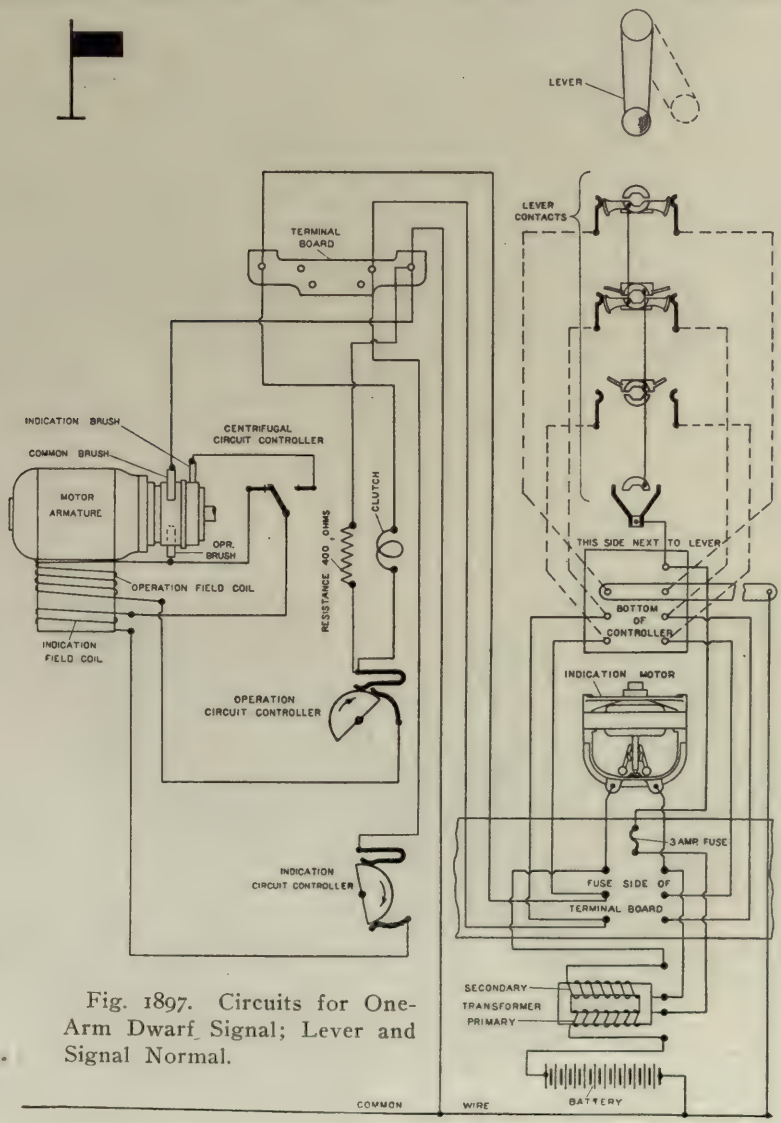 LEVER
LEVER
CONTACTS
TERMINAL
BOARD
INDICATION BRUSH
COMMON BRUSH
CENTRIFUGAL
CIRCUIT CONTROLLER
MOTOR
ARMATURE
OPR.
BRUSH
OPERATION FIELD COIL
INDICATION
FIELD COIL
RESISTANCE 400 OHMS
CLUTCH
THIS SIDE NEXT TO LEVER
BOTTOM
OF
CONTROLLER
INDICATION MOTOR
OPERATION
CIRCUIT CONTROLLER
3 AMP. FUSE
INDICATION
CIRCUIT CONTROLLER
FUSE SIDE OF
TERMINAL BOARD
SECONDARY
TRANSFORMER
PRIMARY
BATTERY
COMMON WIRE
Fig. 1897. Circuits for One-
Arm Dwarf Signal; Lever and
Signal Normal.